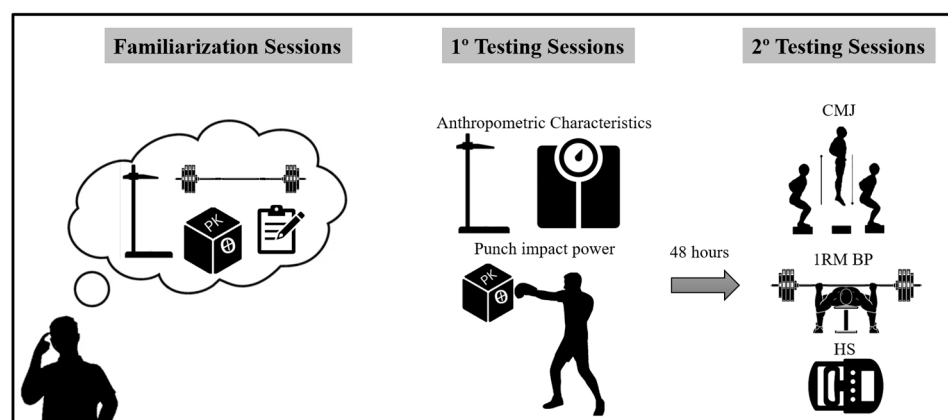 Familiarization Sessions
1º Testing Sessions
2º Testing Sessions
CMJ
Anthropometric Characteristics
PK
Punch impact power
PK
48 hours
1RM BP
HS